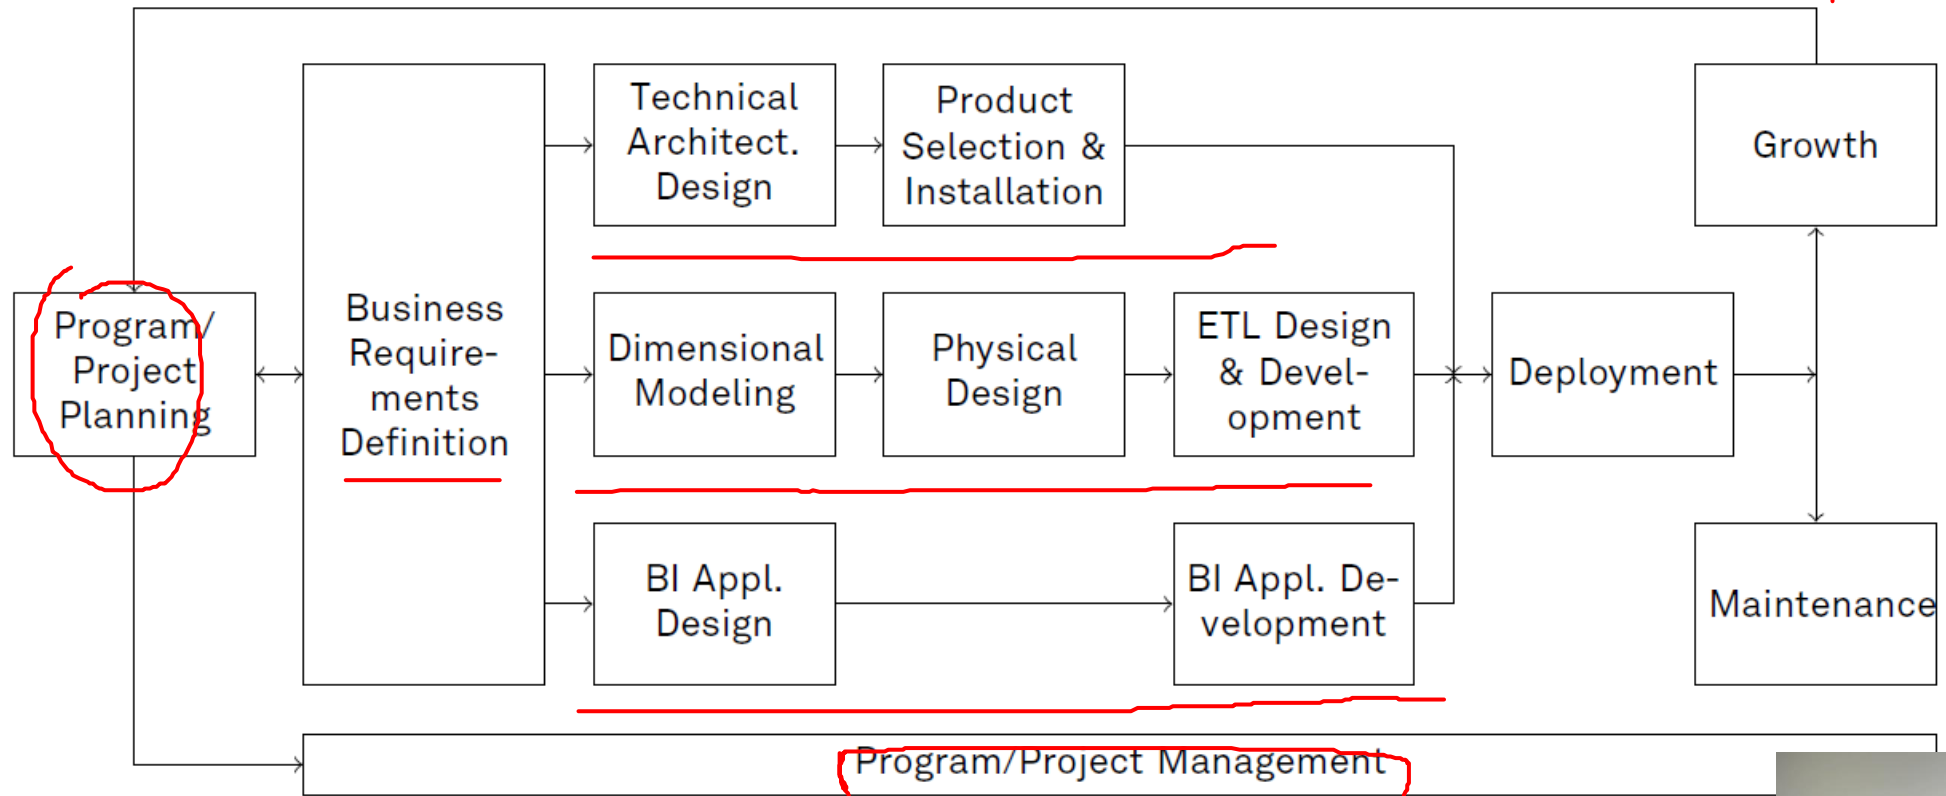 Technical
Architect.
Design
Product
Selection &
Installation
Growth
Program/
Project
Planning
Business
Require-
ments
Definition
Dimensional
Modeling
Physical
Design
ETL Design
& Devel-
opment
Deployment
BI Appl.
Design
BI Appl. De-
velopment
Maintenance
Program/Project Management